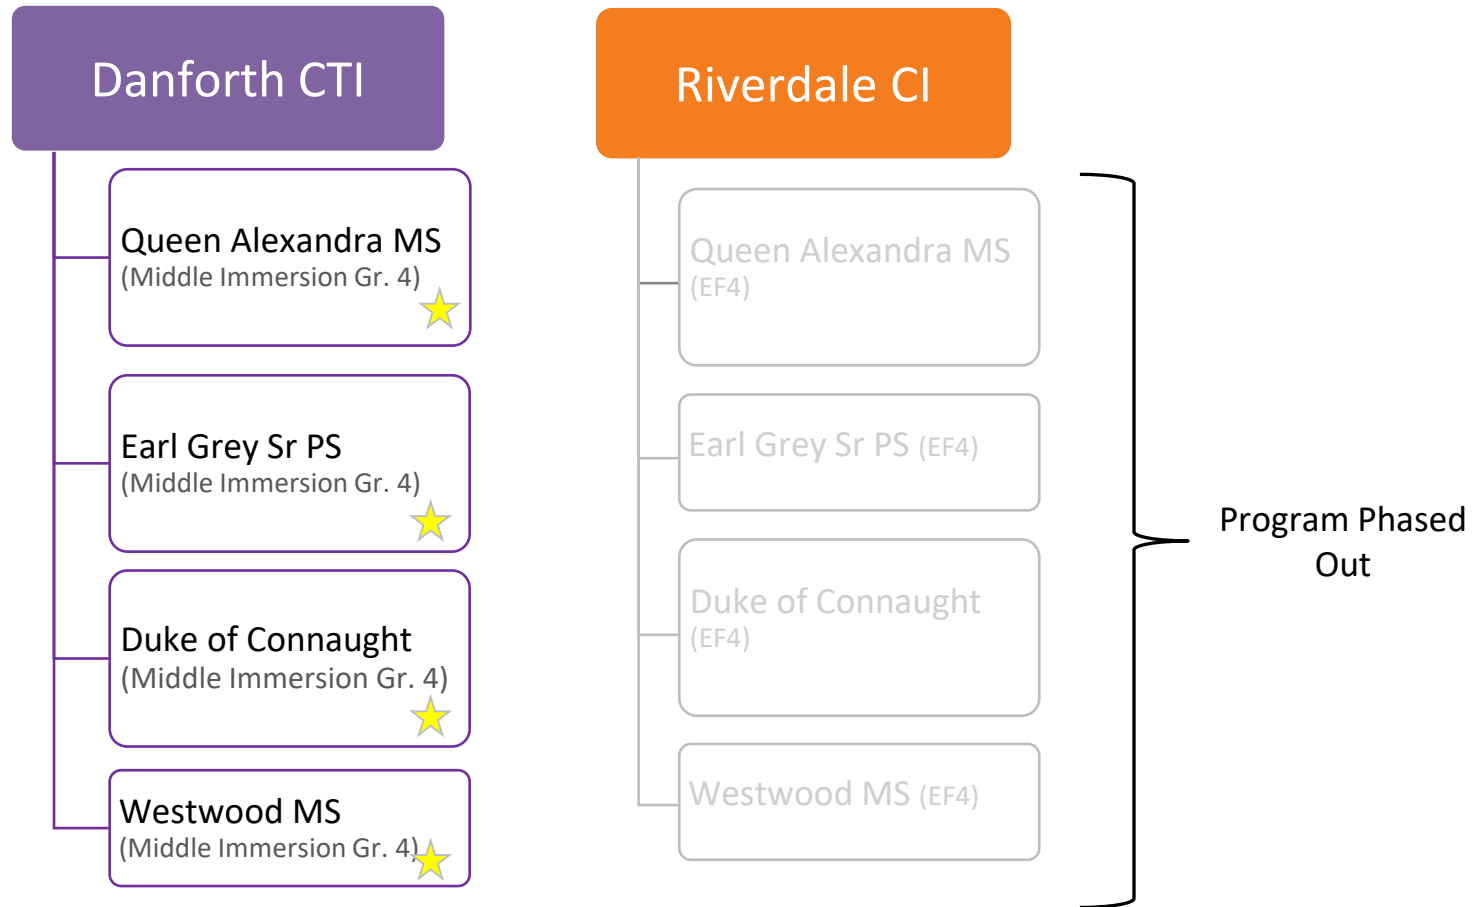 Danforth CTI
Queen Alexandra MS
(Middle Immersion Gr. 4)
Earl Grey Sr PS
(Middle Immersion Gr. 4)
Duke of Connaught
(Middle Immersion Gr. 4)
Westwood MS
(Middle Immersion Gr. 4)
Riverdale CI
Queen Alexandra MS
(EF4)
Earl Grey Sr PS (EF4)
Duke of Connaught
(EF4)
Westwood MS (EF4)
Program Phased
Out